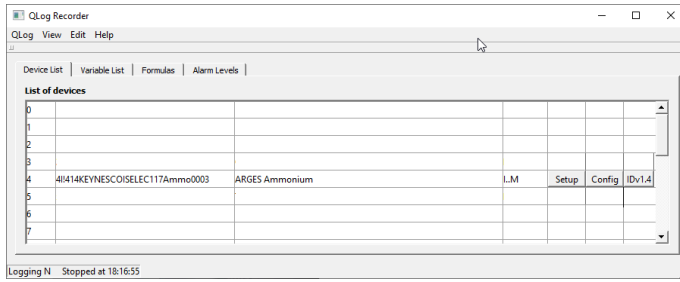 QLog Recorder
QLog View Edit Help
Device List Variable List Formulas Alarm Levels
List of devices
0
1
2
3
4 4!!414KEYNESCOISELEC117Ammo0003 ARGES Ammonium I..M Setup Config IDv1.4
5
6
7
Logging N Stopped at 18:16:55